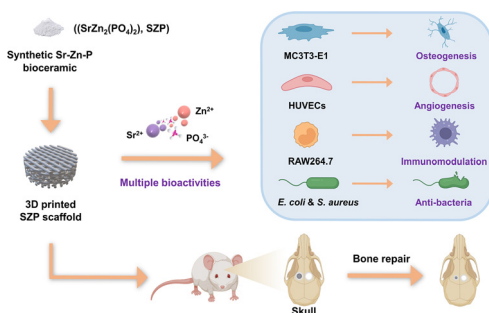 ((SrZn₂(PO₄)₂), SZP)
Synthetic Sr-Zn-P
bioceramic
3D printed
SZP scaffold
Zn²⁺
Sr²⁺
PO₄³⁻
Multiple bioactivities
MC3T3-E1
Osteogenesis
HUVECs
Angiogenesis
RAW264.7
Immunomodulation
E. coli & S. aureus
Anti-bacteria
Skull
Bone repair